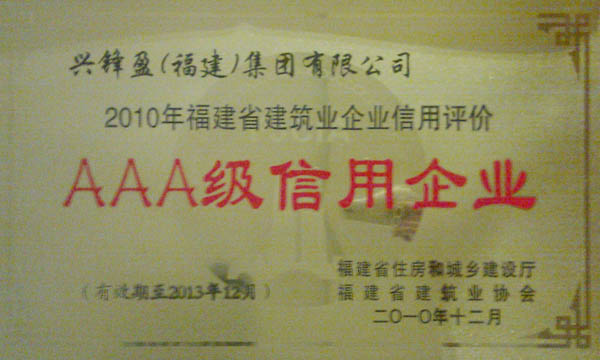 兴锋盈(福建)集团有限公司
2010年福建省建筑业企业信用评价
AAA级信用企业
福建省住房和城乡建设厅
(有效期至2013年12月) 福建省建筑业协会
二〇一〇年十二月